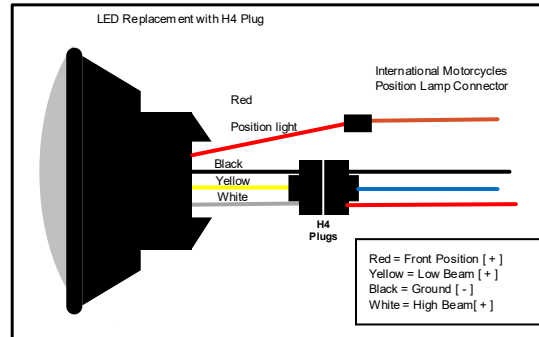 LED Replacement with H4 Plug
International Motorcycles
Position Lamp Connector
Red
Position light
Black
Yellow
White
H4
Plugs
Red = Front Position [ + ]
Yellow = Low Beam [ + ]
Black = Ground [ - ]
White = High Beam[ + ]